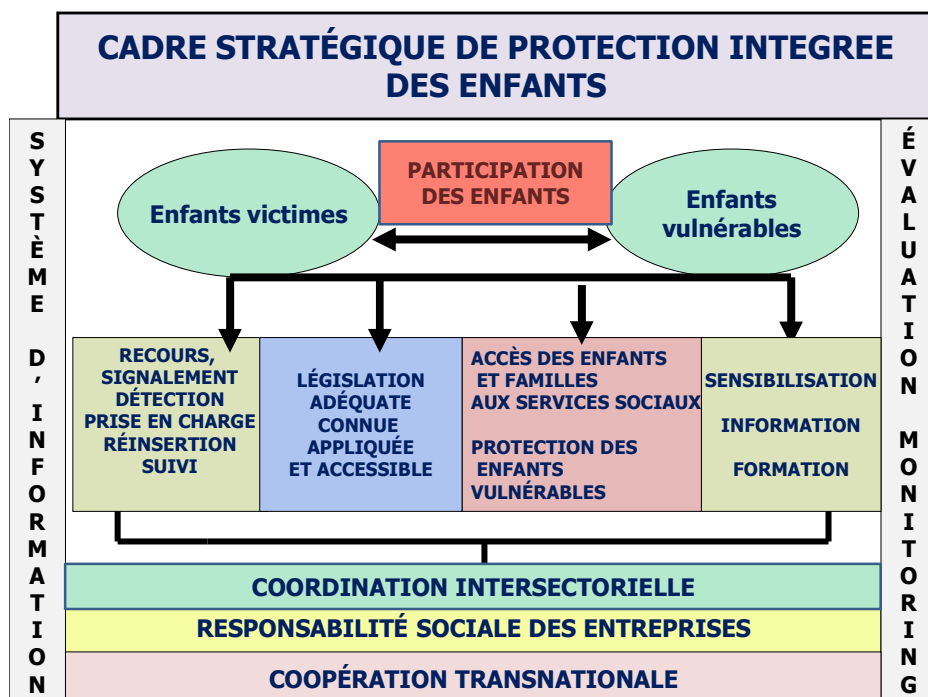 CADRE STRATÉGIQUE DE PROTECTION INTEGREE
DES ENFANTS
SYSTÈME D’INFORMATION
PARTICIPATION
DES ENFANTS
Enfants victimes
Enfants
vulnérables
RECOURS,
SIGNALEMENT
DÉTECTION
PRISE EN CHARGE
RÉINSERTION
SUIVI
LÉGISLATION
ADÉQUATE
CONNUE
APPLIQUÉE
ET ACCESSIBLE
ACCÈS DES ENFANTS
ET FAMILLES
AUX SERVICES SOCIAUX
PROTECTION DES
ENFANTS
VULNÉRABLES
SENSIBILISATION
INFORMATION
FORMATION
COORDINATION INTERSECTORIELLE
RESPONSABILITÉ SOCIALE DES ENTREPRISES
COOPÉRATION TRANSNATIONALE
ÉVALUATION MONITORING